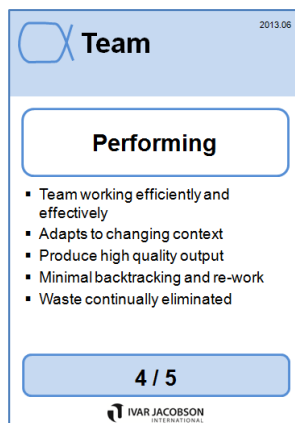 2013.06
Team
Performing
▪ Team working efficiently and
effectively
▪ Adapts to changing context
▪ Produce high quality output
▪ Minimal backtracking and re-work
▪ Waste continually eliminated
4 / 5
IVAR JACOBSON
INTERNATIONAL